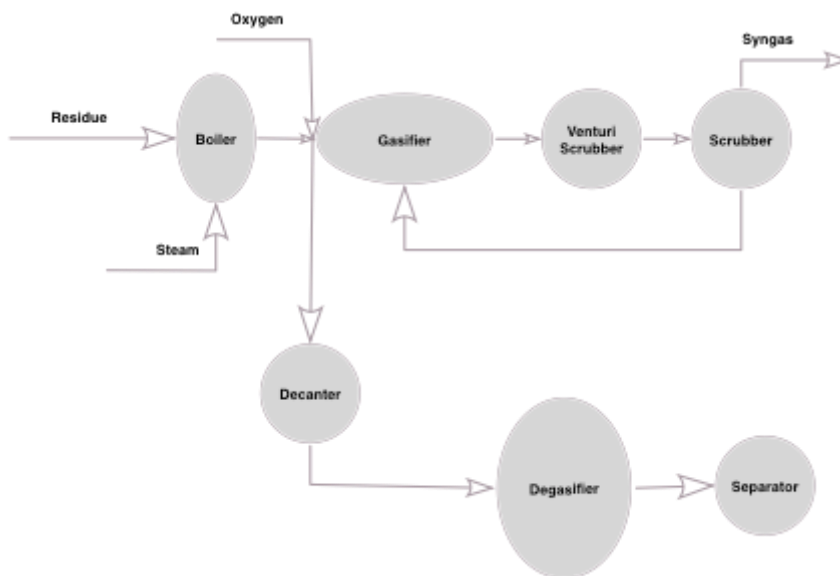 Oxygen
Syngas
Residue
Boiler
Gasifier
Venturi
Scrubber
Scrubber
Steam
Decanter
Degasifier
Separator